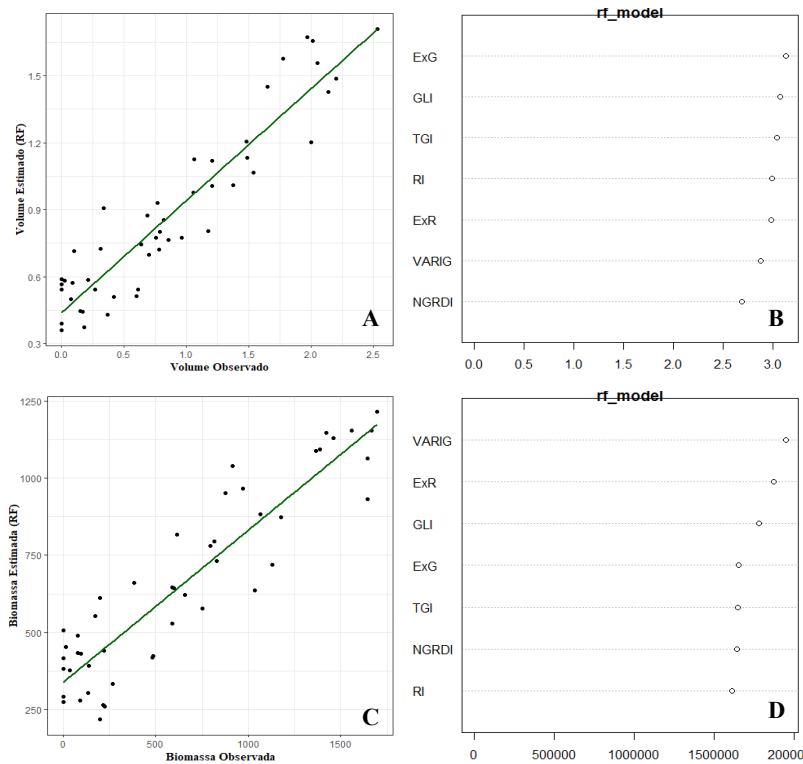 1.5
1.2
0.9
0.6
0.3
Volume Estimado (RF)
0.0 0.5 1.0 1.5 2.0 2.5
Volume Observado
A
rf_model
ExG
GLI
TGI
RI
ExR
VARIG
NGRDI
0.0 0.5 1.0 1.5 2.0 2.5 3.0
B
1250
1000
750
500
250
Biomassa Estimada (RF)
0 500 1000 1500
Biomassa Observada
C
rf_model
VARIG
ExR
GLI
ExG
TGI
NGRDI
RI
0 500000 1000000 1500000 2000000
D